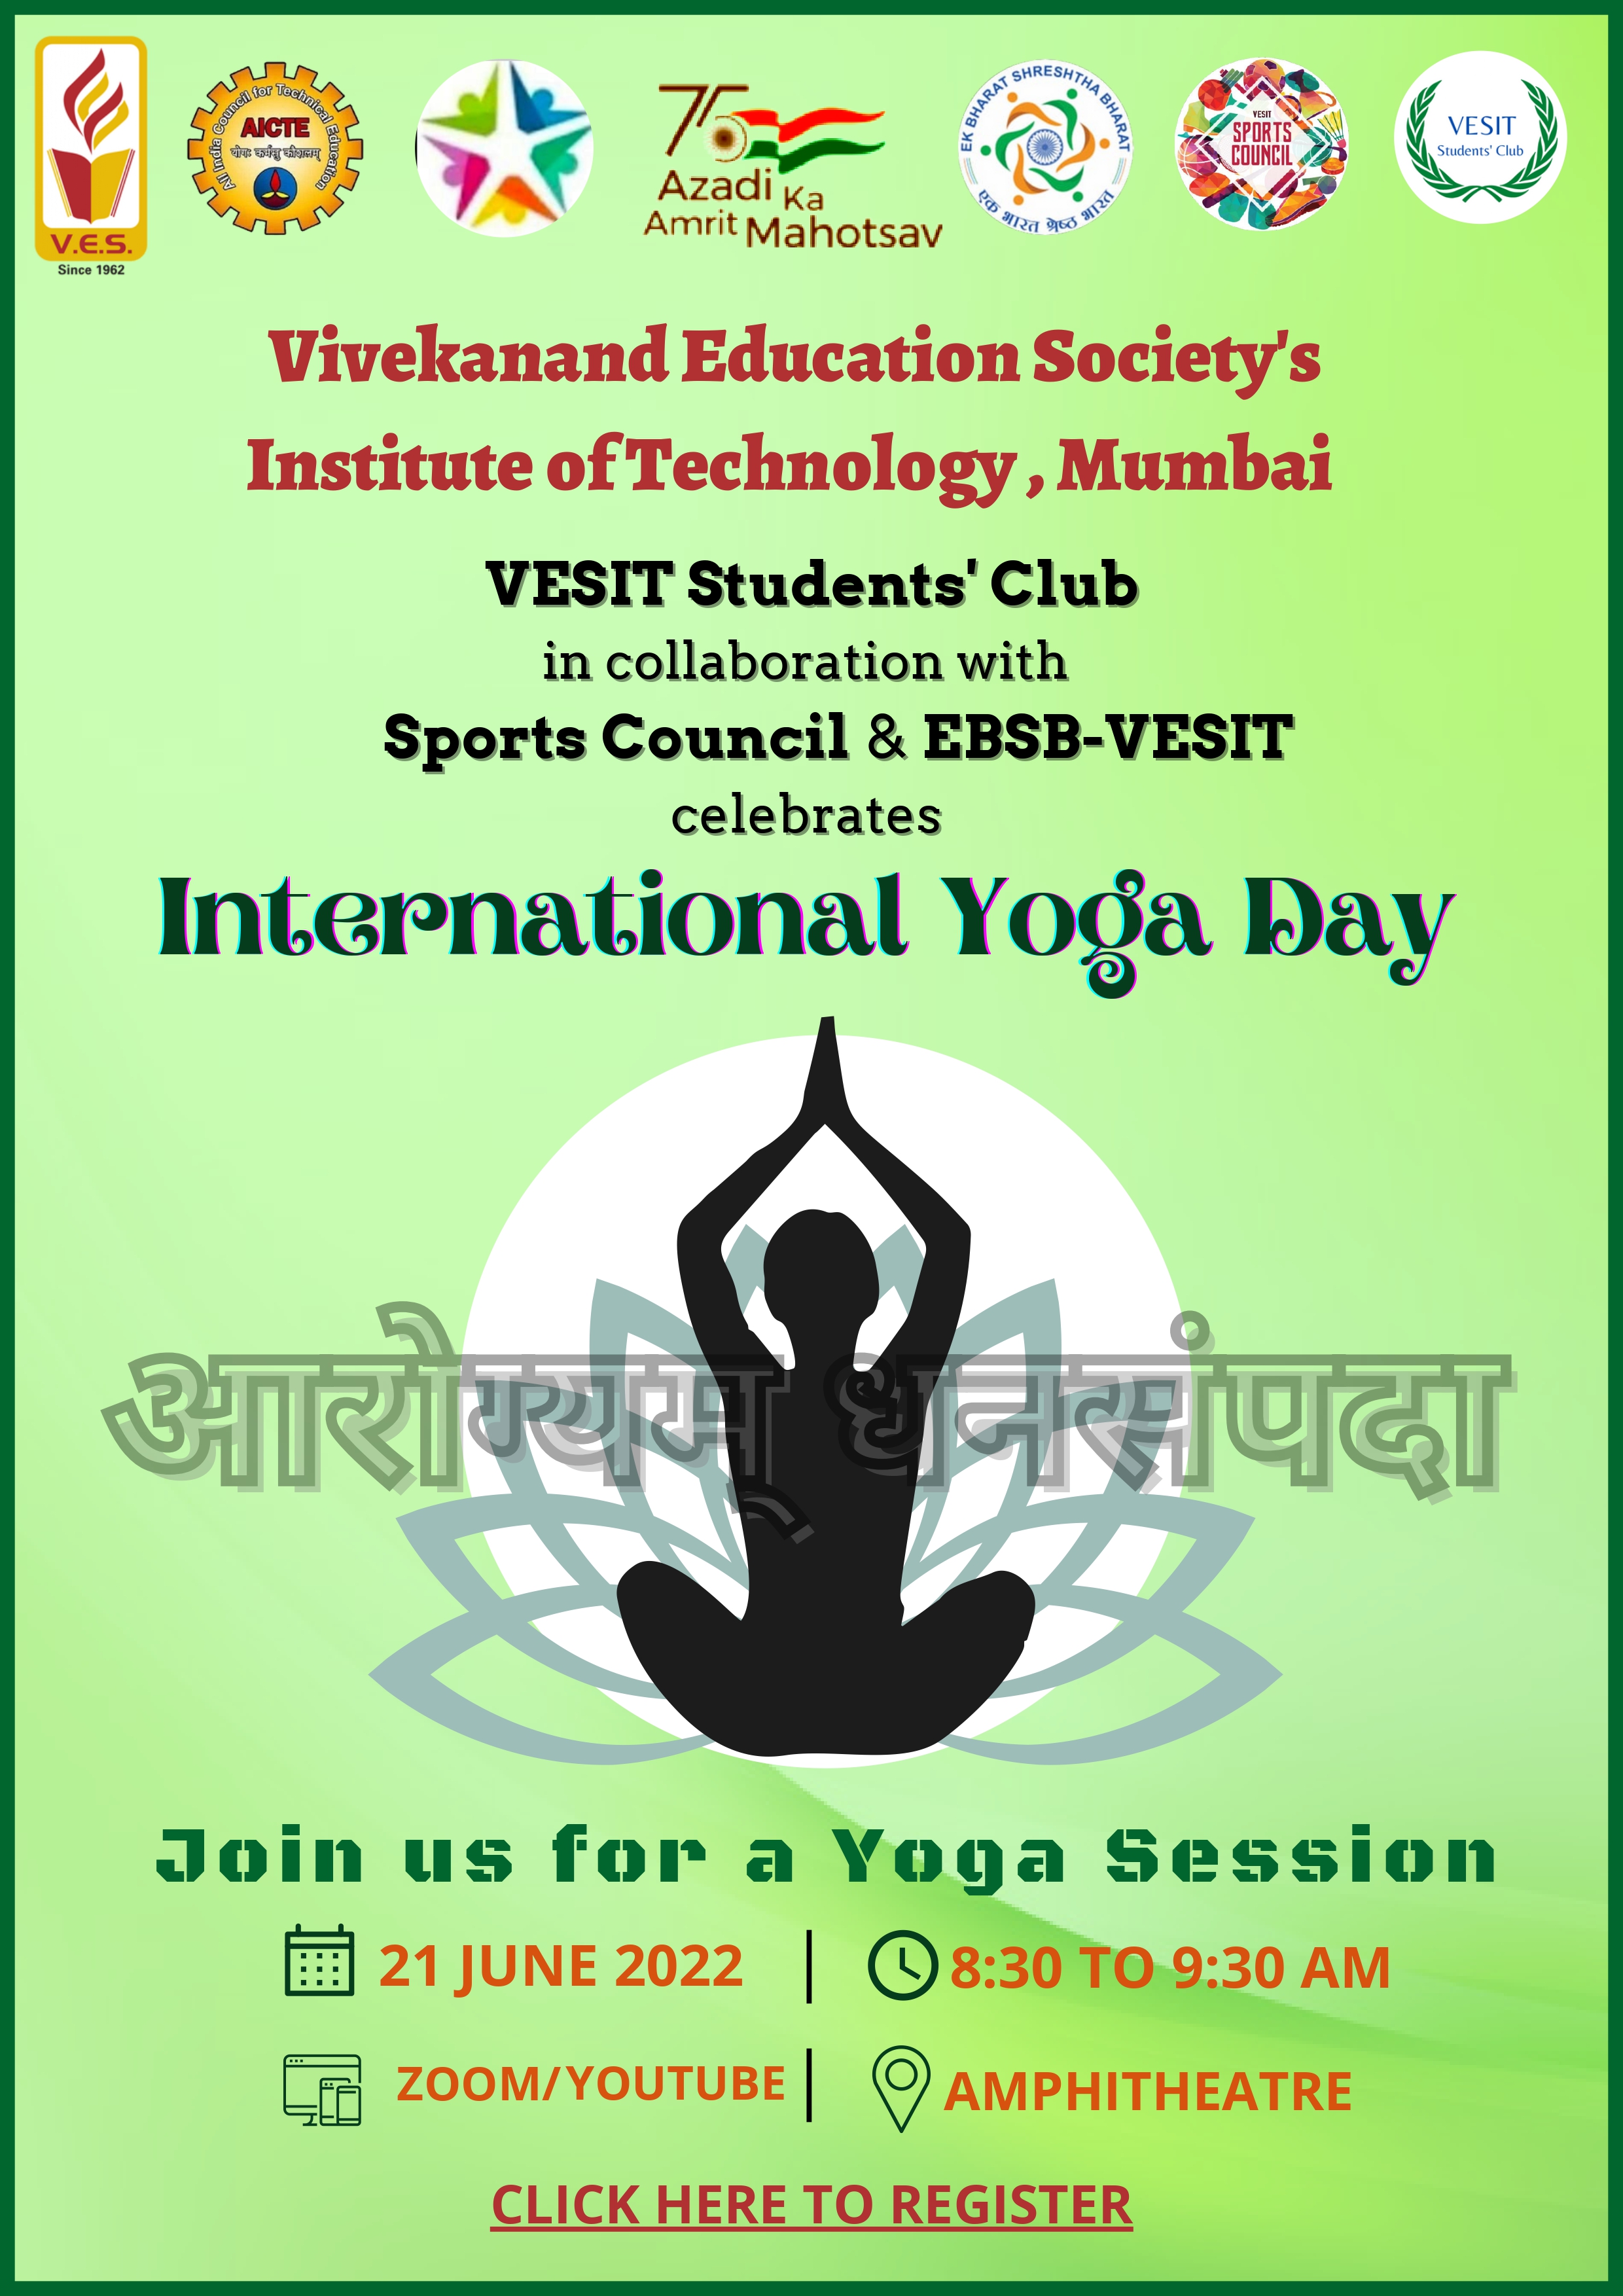 V.E.S.
Since 1962
All India Council for Technical Education
AICTE
योगः कर्मसु कौशलम्
75
Azadi Ka
Amrit Mahotsav
EK BHARAT SHRESHTHA BHARAT
एक भारत श्रेष्ठ भारत
VESIT
SPORTS
COUNCIL
VESIT
Students' Club
Vivekanand Education Society's
Institute of Technology , Mumbai
VESIT Students' Club
in collaboration with
Sports Council & EBSB-VESIT
celebrates
International Yoga Day
आरोग्यम् धनसंपदा
Join us for a Yoga Session
21 JUNE 2022 | 8:30 TO 9:30 AM
ZOOM/YOUTUBE | AMPHITHEATRE
CLICK HERE TO REGISTER